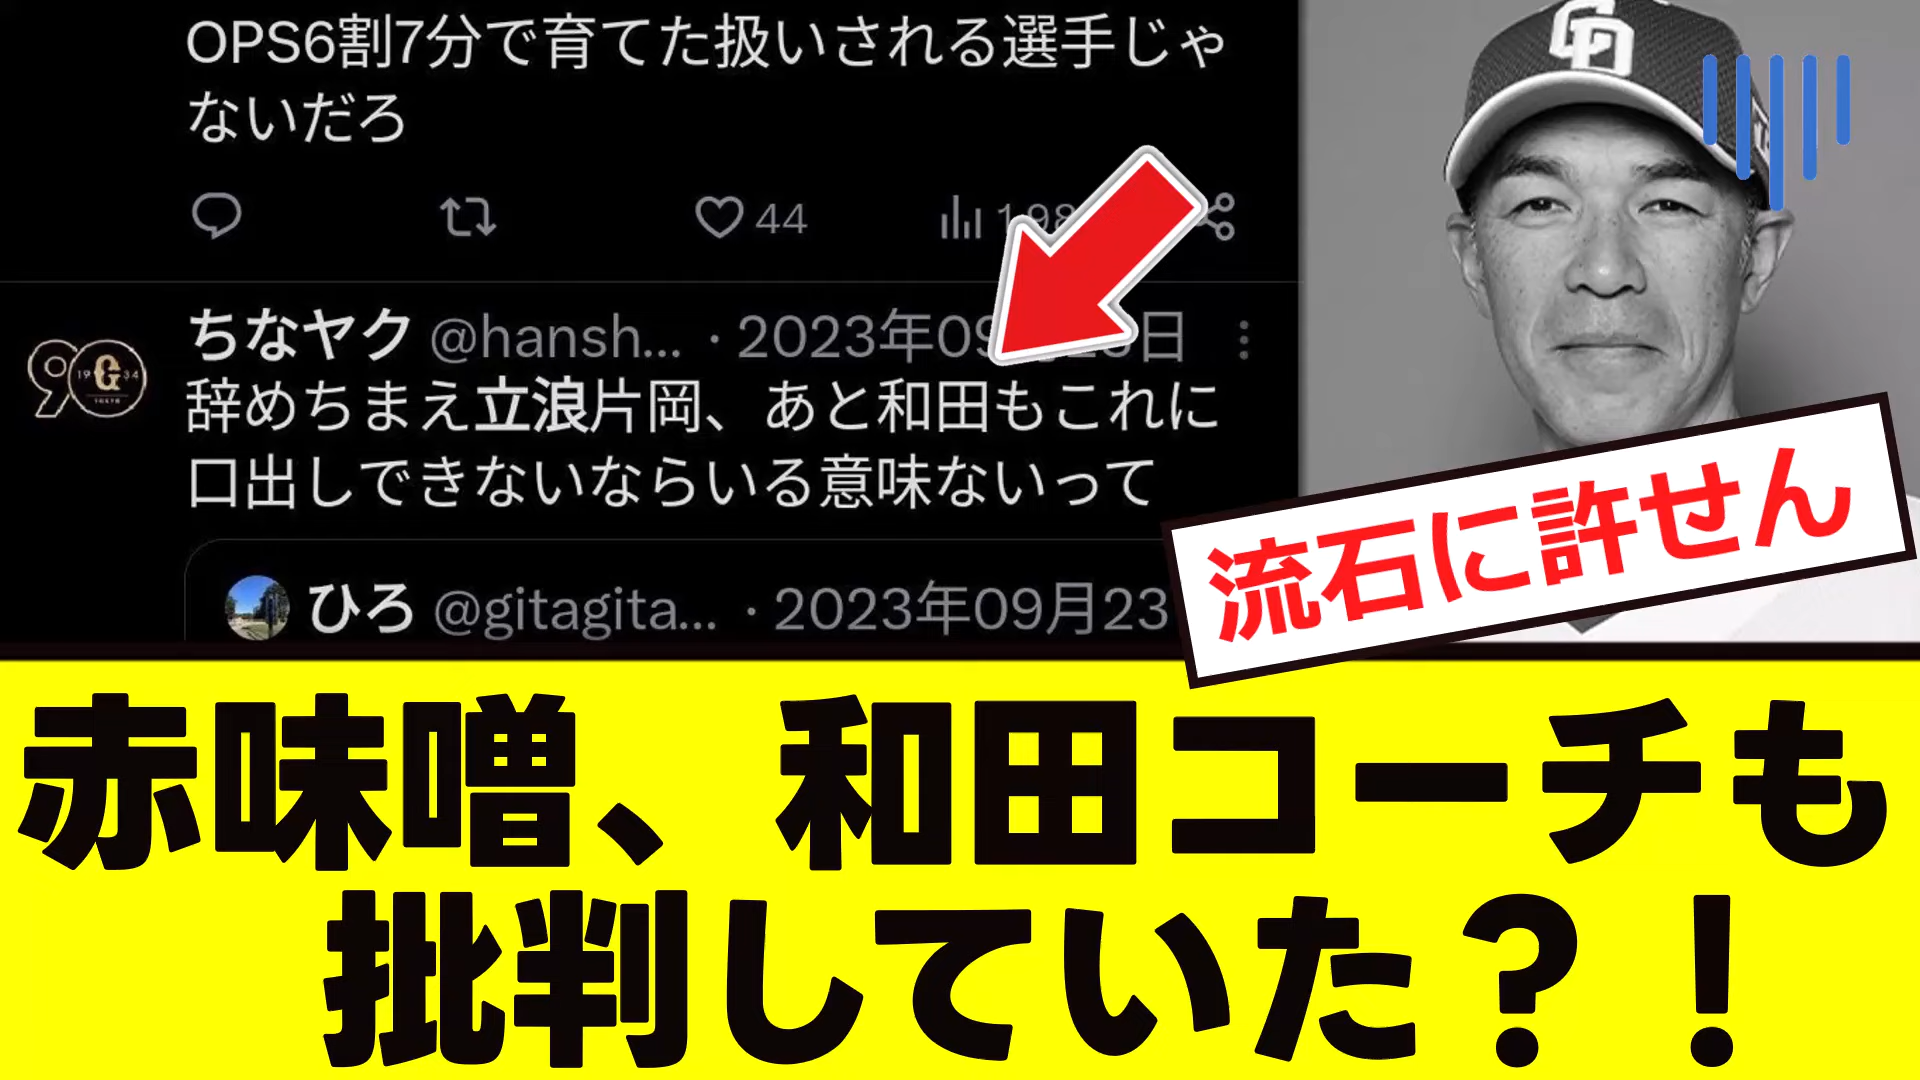 OPS6割7分で育てた扱いされる選手じゃ
ないだろ
44
ちなヤク @hansh... · 2023年09
日
辞めちまえ立浪片岡、あと和田もこれに
口出しできないならいる意味ないって
ひろ @gitagita... · 2023年09月23
流石に許せん
赤味噌、和田コーチも
批判していた？！